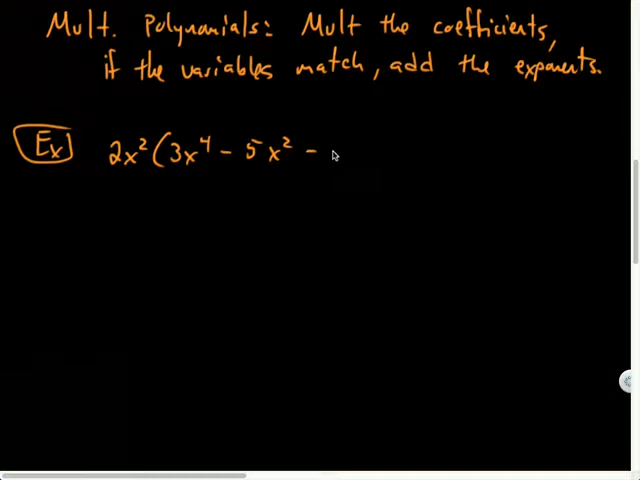 Mult. Polynomials: Mult the coefficients,
if the variables match, add the exponents.
Ex 2x²(3x⁴ - 5x² -